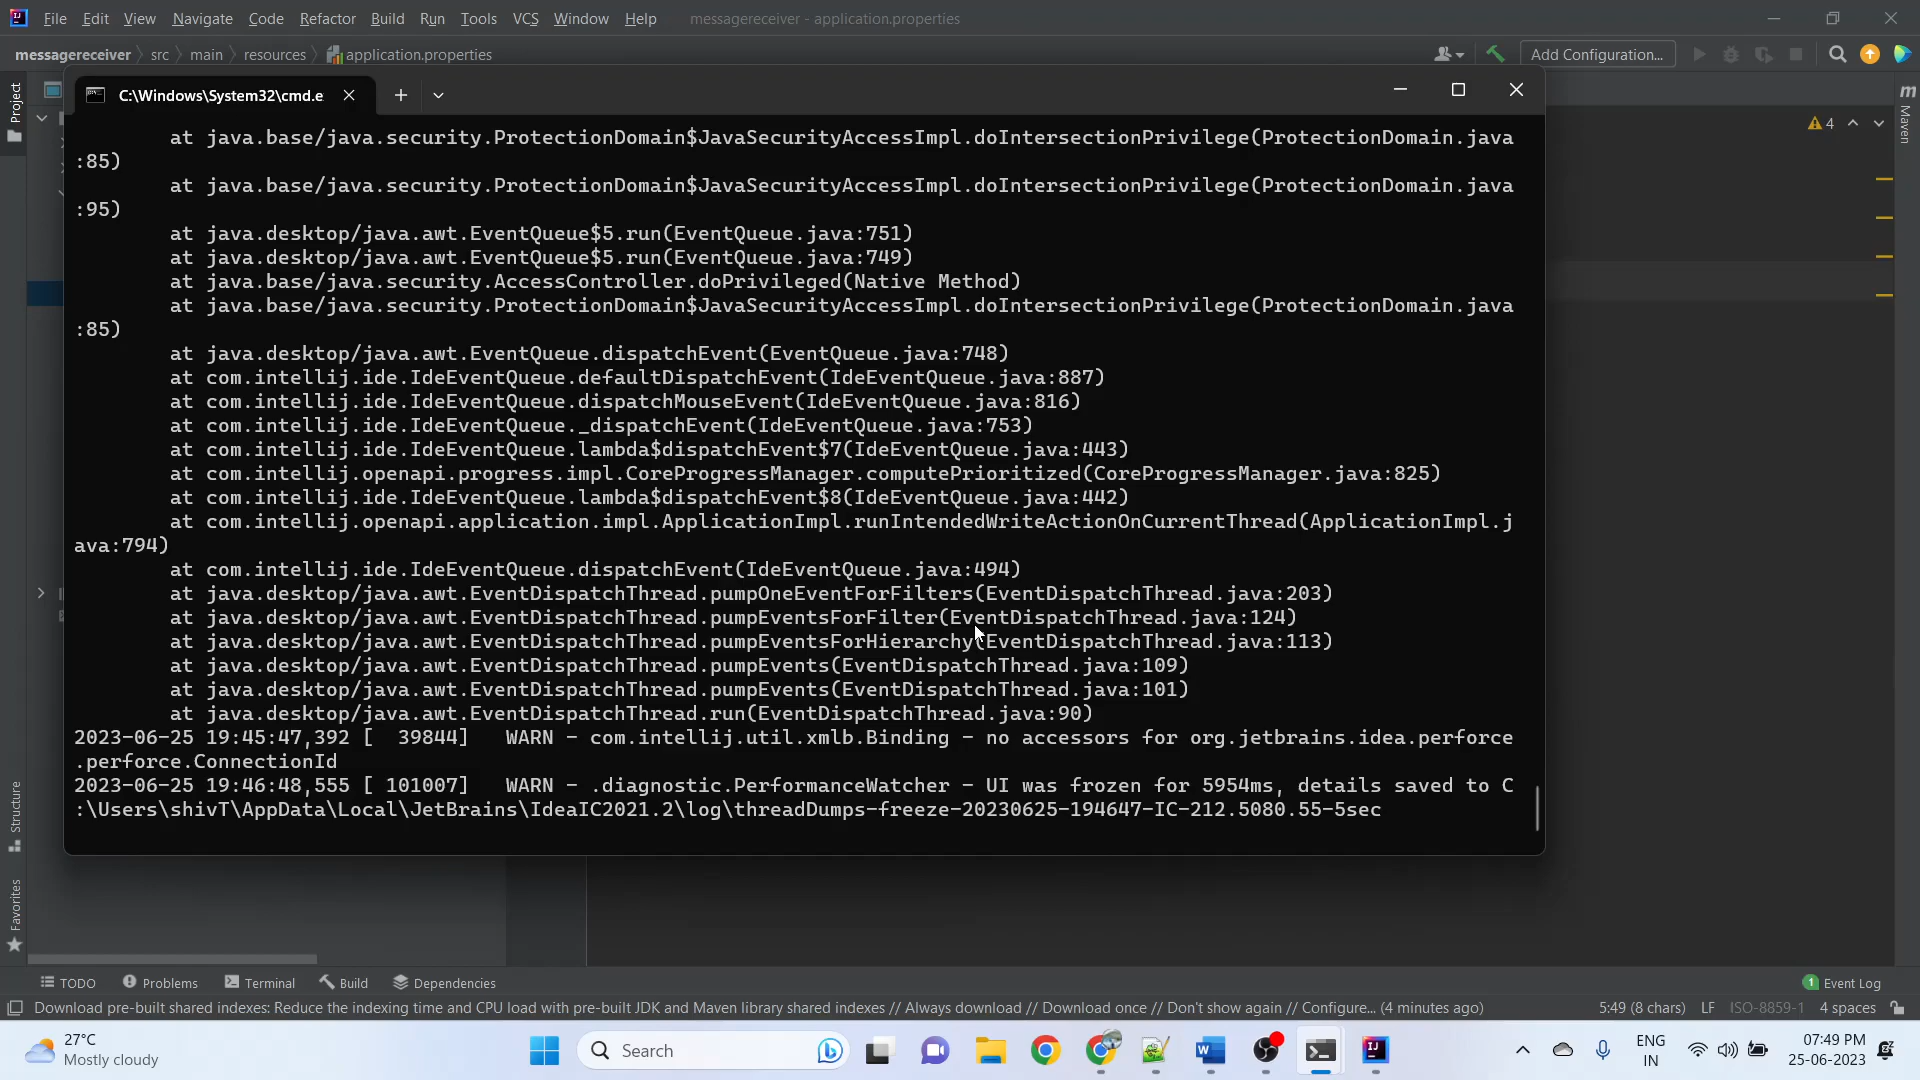 File Edit View Navigate Code Refactor Build Run Tools VCS Window Help messagereceiver - application.properties
messagereceiver src main resources application.properties Add Configuration...
C:\Windows\System32\cmd.e
Project
Maven
4
at java.base/java.security.ProtectionDomain$JavaSecurityAccessImpl.doIntersectionPrivilege(ProtectionDomain.java
:85)
at java.base/java.security.ProtectionDomain$JavaSecurityAccessImpl.doIntersectionPrivilege(ProtectionDomain.java
:95)
at java.desktop/java.awt.EventQueue$5.run(EventQueue.java:751)
at java.desktop/java.awt.EventQueue$5.run(EventQueue.java:749)
at java.base/java.security.AccessController.doPrivileged(Native Method)
at java.base/java.security.ProtectionDomain$JavaSecurityAccessImpl.doIntersectionPrivilege(ProtectionDomain.java
:85)
at java.desktop/java.awt.EventQueue.dispatchEvent(EventQueue.java:748)
at com.intellij.ide.IdeEventQueue.defaultDispatchEvent(IdeEventQueue.java:887)
at com.intellij.ide.IdeEventQueue.dispatchMouseEvent(IdeEventQueue.java:816)
at com.intellij.ide.IdeEventQueue._dispatchEvent(IdeEventQueue.java:753)
at com.intellij.ide.IdeEventQueue.lambda$dispatchEvent$7(IdeEventQueue.java:443)
at com.intellij.openapi.progress.impl.CoreProgressManager.computePrioritized(CoreProgressManager.java:825)
at com.intellij.ide.IdeEventQueue.lambda$dispatchEvent$8(IdeEventQueue.java:442)
at com.intellij.openapi.application.impl.ApplicationImpl.runIntendedWriteActionOnCurrentThread(ApplicationImpl.j
ava:794)
at com.intellij.ide.IdeEventQueue.dispatchEvent(IdeEventQueue.java:494)
at java.desktop/java.awt.EventDispatchThread.pumpOneEventForFilters(EventDispatchThread.java:203)
at java.desktop/java.awt.EventDispatchThread.pumpEventsForFilter(EventDispatchThread.java:124)
at java.desktop/java.awt.EventDispatchThread.pumpEventsForHierarchy(EventDispatchThread.java:113)
at java.desktop/java.awt.EventDispatchThread.pumpEvents(EventDispatchThread.java:109)
at java.desktop/java.awt.EventDispatchThread.pumpEvents(EventDispatchThread.java:101)
at java.desktop/java.awt.EventDispatchThread.run(EventDispatchThread.java:90)
2023-06-25 19:45:47,392 [  39844]   WARN - com.intellij.util.xmlb.Binding - no accessors for org.jetbrains.idea.perforce
.perforce.ConnectionId
2023-06-25 19:46:48,555 [ 101007]   WARN - .diagnostic.PerformanceWatcher - UI was frozen for 5954ms, details saved to C
:\Users\shivT\AppData\Local\JetBrains\IdeaIC2021.2\log\threadDumps-freeze-20230625-194647-IC-212.5080.55-5sec
Structure
Favorites
TODO Problems Terminal Build Dependencies 1 Event Log
Download pre-built shared indexes: Reduce the indexing time and CPU load with pre-built JDK and Maven library shared indexes // Always download // Download once // Don't show again // Configure... (4 minutes ago) 5:49 (8 chars) LF ISO-8859-1 4 spaces
27°C
Mostly cloudy
Search
ENG
IN
07:49 PM
25-06-2023